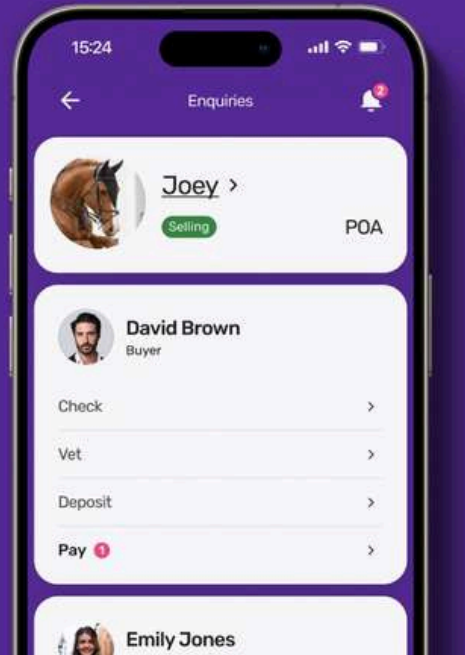 15:24
Enquiries
2
Joey >
Selling
POA
David Brown
Buyer
Check >
Vet >
Deposit >
Pay 1 >
Emily Jones